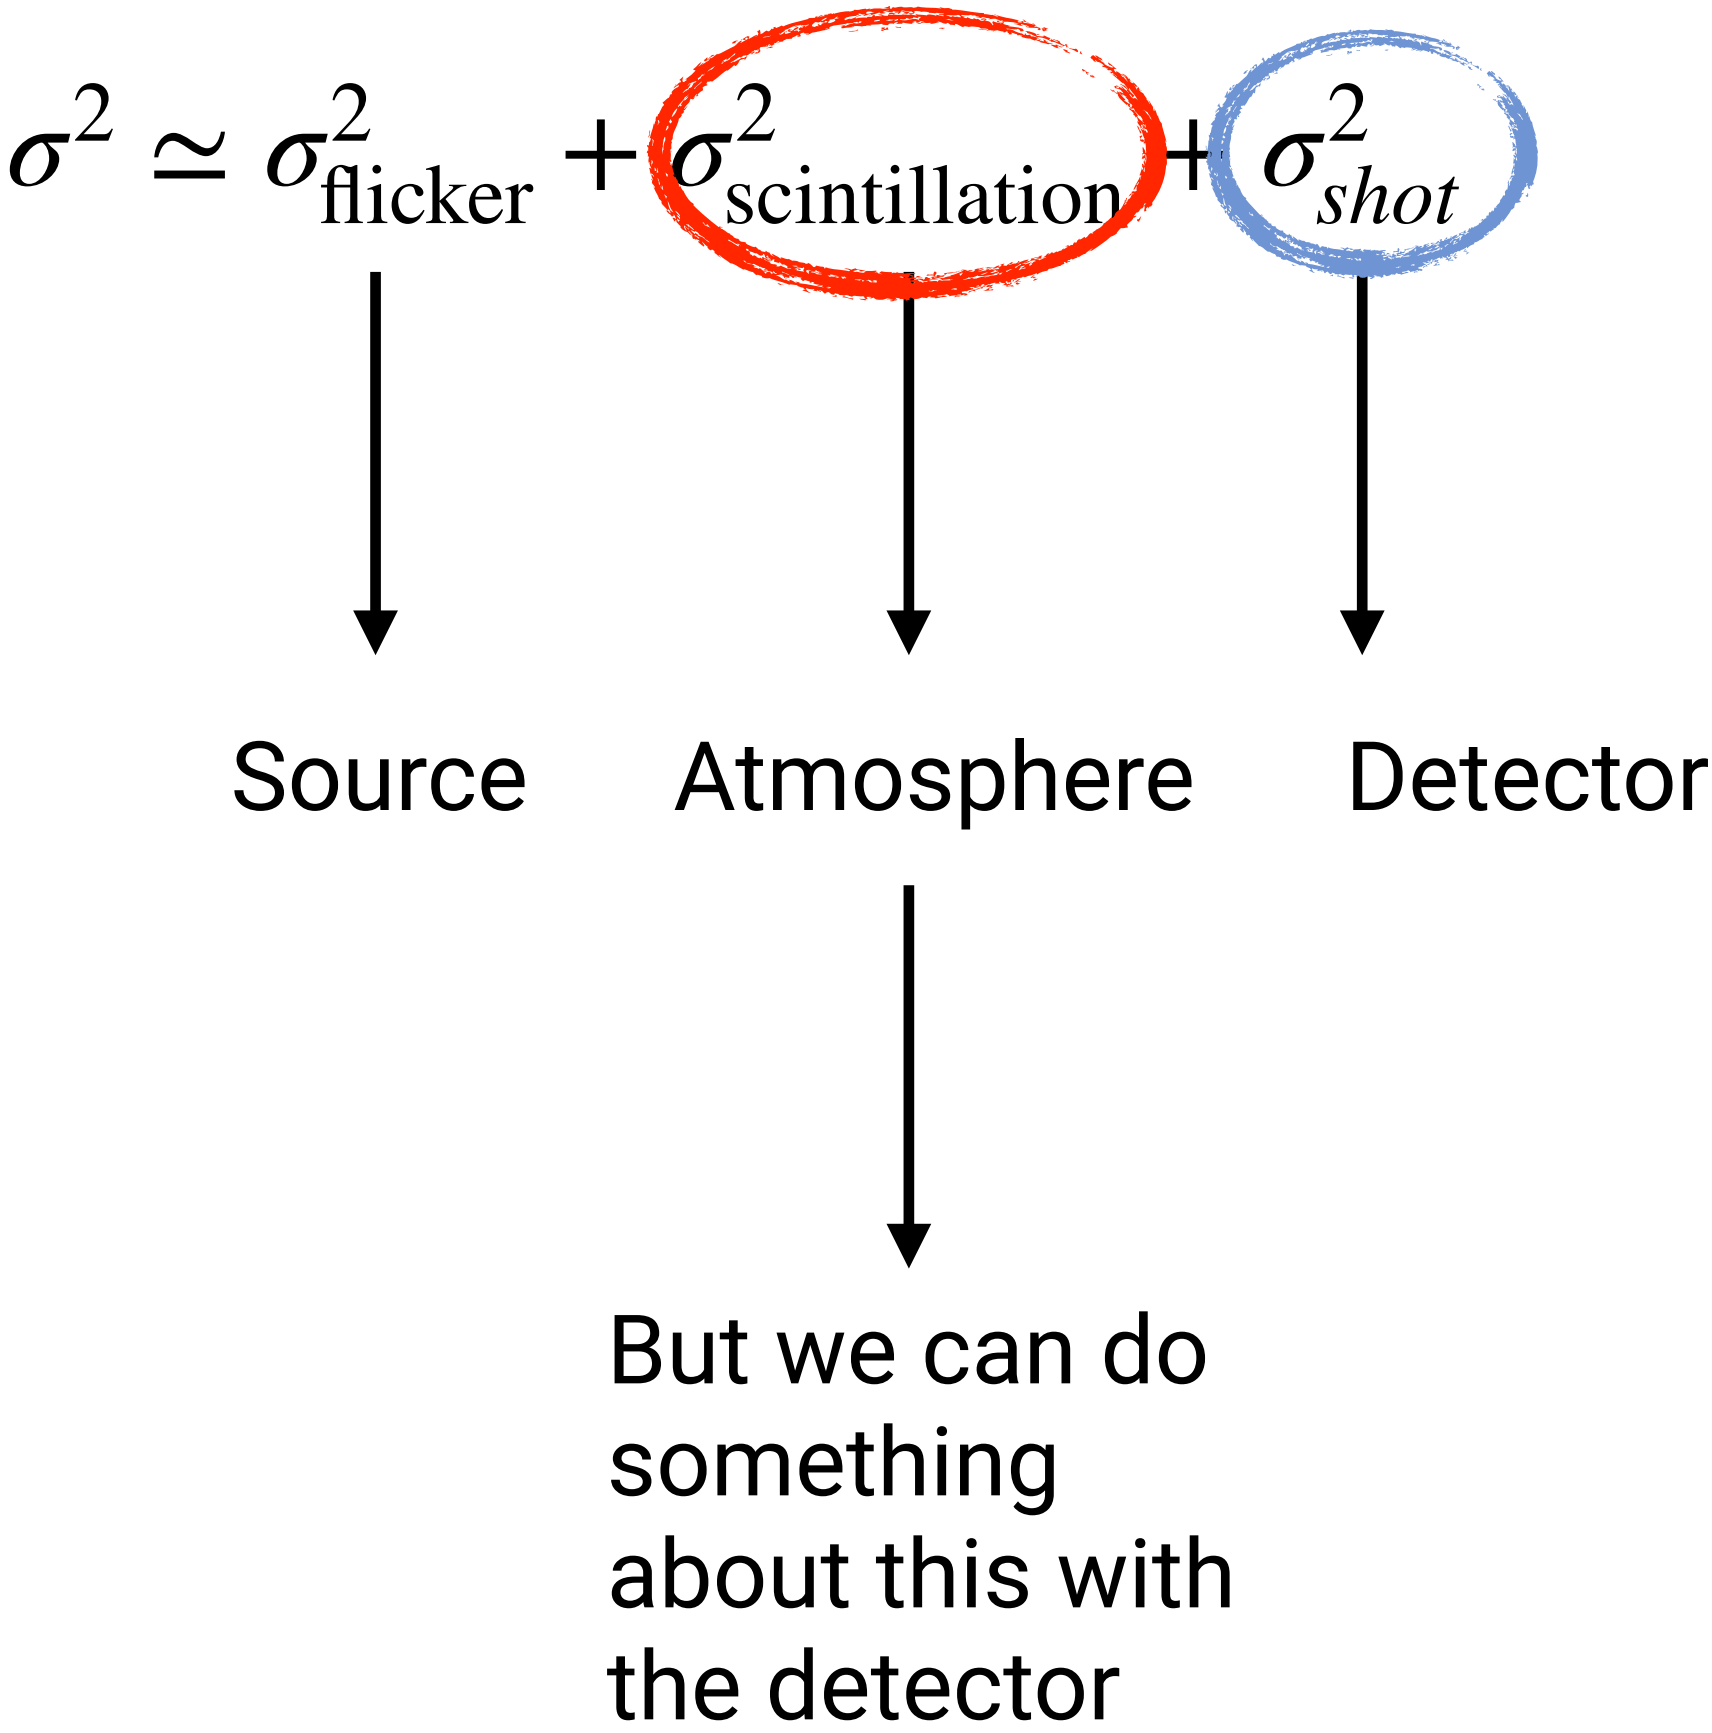 σ² ≃ σ²flicker + σ²scintillation + σ²shot
Source Atmosphere Detector
But we can do
something
about this with
the detector